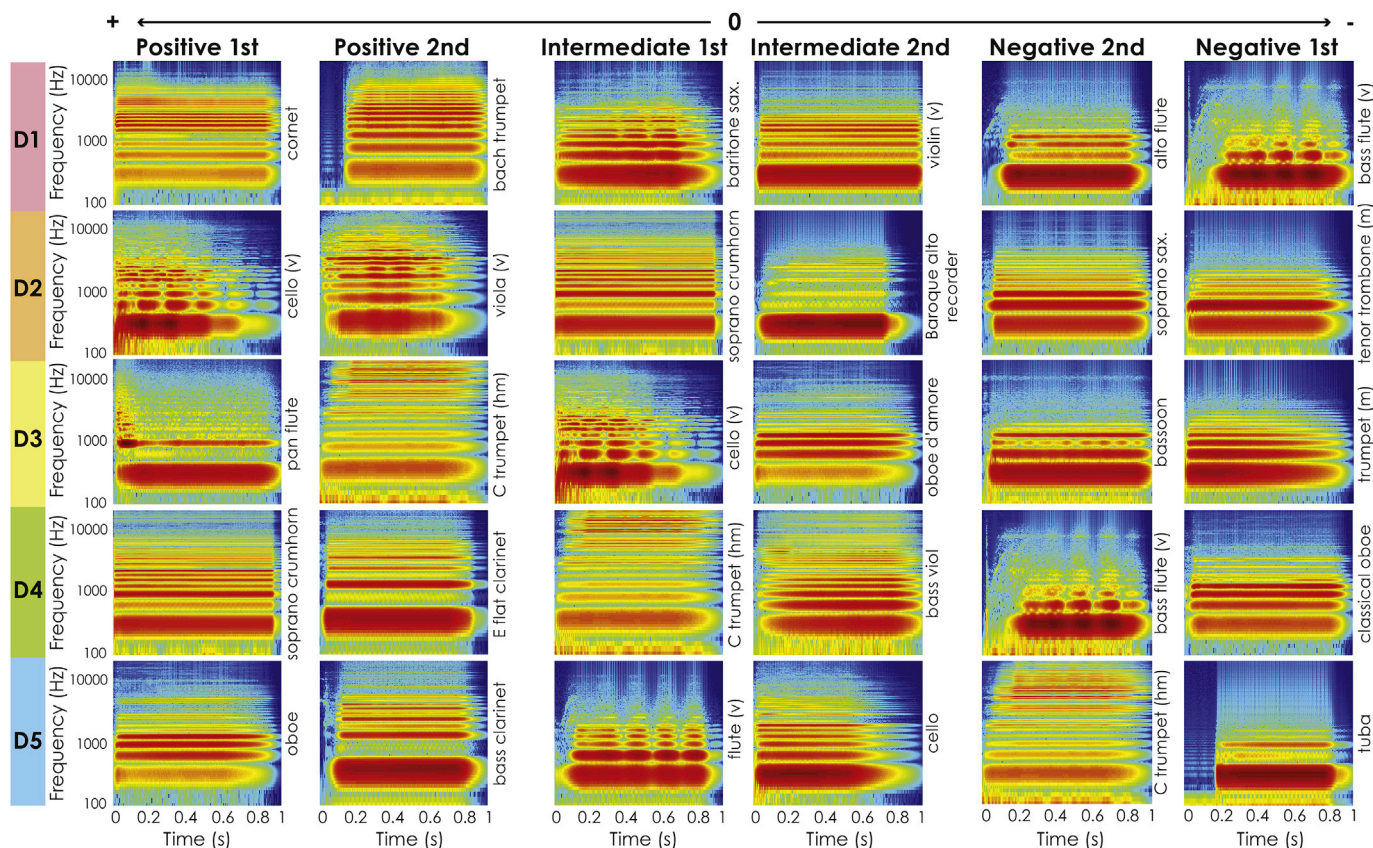 + 0 -
Positive 1st Positive 2nd Intermediate 1st Intermediate 2nd Negative 2nd Negative 1st
D1
Frequency (Hz)
10000
1000
100
cornet
bach trumpet
baritone sax.
violin (v)
alto flute
bass flute (v)
D2
Frequency (Hz)
10000
1000
100
cello (v)
viola (v)
soprano crumhorn
Baroque alto
recorder
soprano sax.
tenor trombone (m)
D3
Frequency (Hz)
10000
1000
100
pan flute
C trumpet (hm)
cello (v)
oboe d'amore
bassoon
trumpet (m)
D4
Frequency (Hz)
10000
1000
100
soprano crumhorn
E flat clarinet
C trumpet (hm)
bass viol
bass flute (v)
classical oboe
D5
Frequency (Hz)
10000
1000
100
oboe
bass clarinet
flute (v)
cello
C trumpet (hm)
tuba
0 0.2 0.4 0.6 0.8 1 0 0.2 0.4 0.6 0.8 1 0 0.2 0.4 0.6 0.8 1 0 0.2 0.4 0.6 0.8 1 0 0.2 0.4 0.6 0.8 1 0 0.2 0.4 0.6 0.8 1
Time (s) Time (s) Time (s) Time (s) Time (s) Time (s)